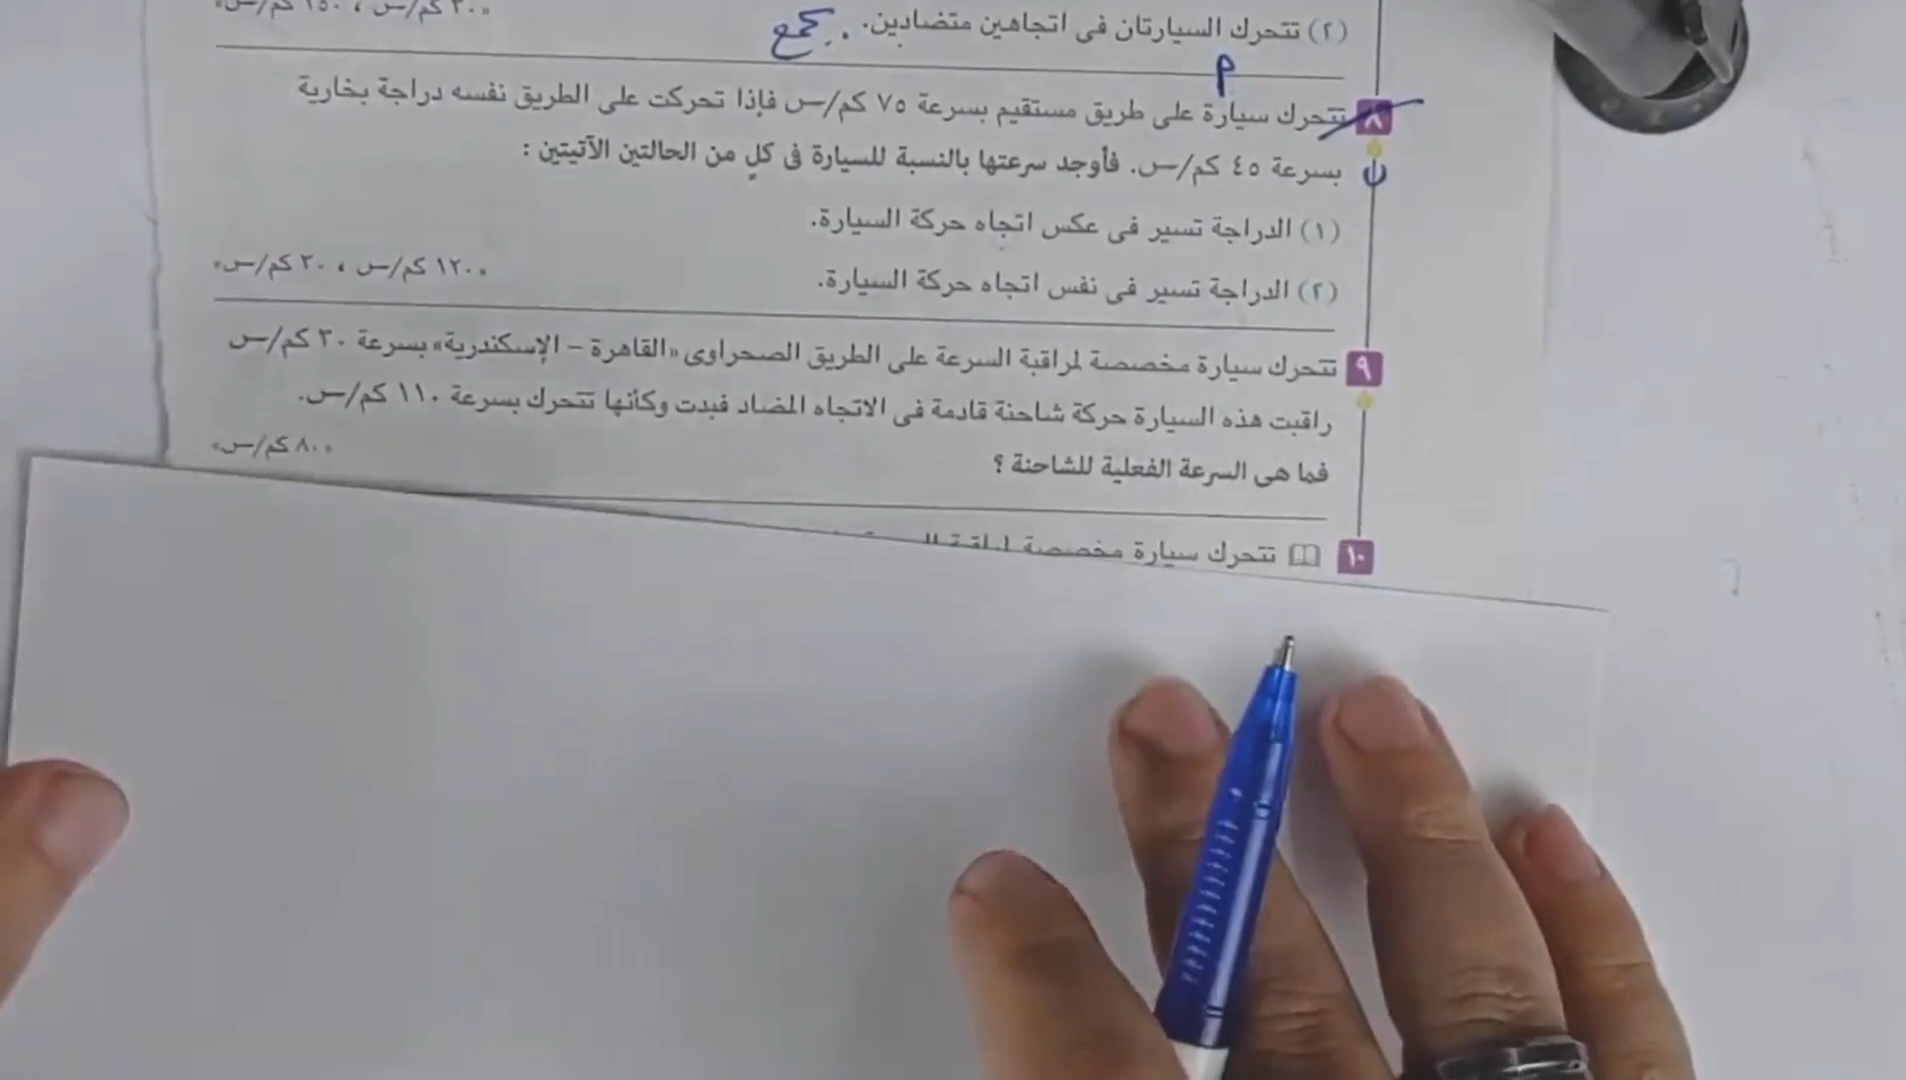 (٢) تتحرك السيارتان فى اتجاهين متضادين. يجمع
«٣٠ كم/س ، ١٥٠ كم/س»
م
٨ تتحرك سيارة على طريق مستقيم بسرعة ٧٥ كم/س فإذا تحركت على الطريق نفسه دراجة بخارية
بسرعة ٤٥ كم/س. فأوجد سرعتها بالنسبة للسيارة فى كلٍ من الحالتين الآتيتين :
(١) الدراجة تسير فى عكس اتجاه حركة السيارة.
(٢) الدراجة تسير فى نفس اتجاه حركة السيارة.
«١٢٠ كم/س ، ٣٠ كم/س»
٩ تتحرك سيارة مخصصة لمراقبة السرعة على الطريق الصحراوى «القاهرة – الإسكندرية» بسرعة ٣٠ كم/س
راقبت هذه السيارة حركة شاحنة قادمة فى الاتجاه المضاد فبدت وكأنها تتحرك بسرعة ١١٠ كم/س.
فما هى السرعة الفعلية للشاحنة ؟
«٨٠ كم/س»
١٠ تتحرك سيارة مخصصة لمراقبة